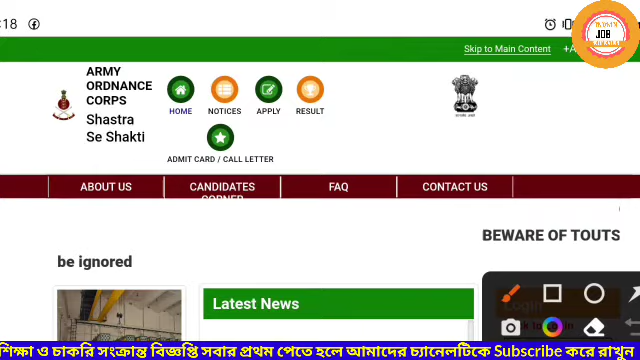 :18
Skip to Main Content +A
JOB
ARMY
ORDNANCE
CORPS
Shastra
Se Shakti
HOME NOTICES APPLY RESULT
ADMIT CARD / CALL LETTER
ABOUT US CANDIDATES CORNER FAQ CONTACT US
BEWARE OF TOUTS
be ignored
Latest News
Login
শিক্ষা ও চাকরি সংক্রান্ত বিজ্ঞপ্তি সবার প্রথম পেতে হলে আমাদের চ্যানেলটিকে Subscribe করে রাখুন